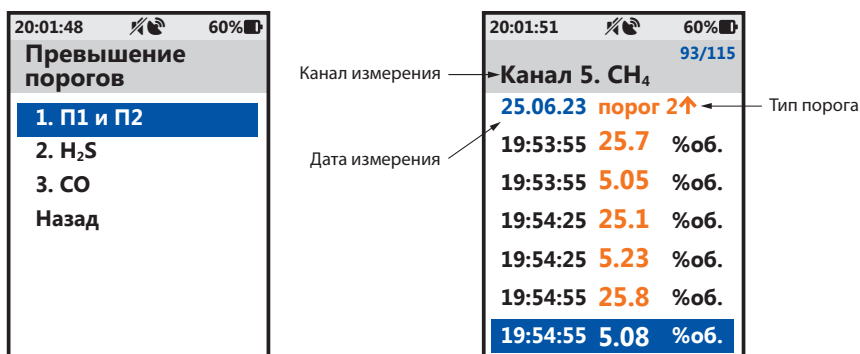 20:01:48 60%
Превышение
порогов
1. П1 и П2
2. H₂S
3. CO
Назад
Канал измерения
Дата измерения
20:01:51 60%
93/115
Канал 5. CH₄
25.06.23 порог 2↑
19:53:55 25.7 %об.
19:53:55 5.05 %об.
19:54:25 25.1 %об.
19:54:25 5.23 %об.
19:54:55 25.8 %об.
19:54:55 5.08 %об.
Тип порога